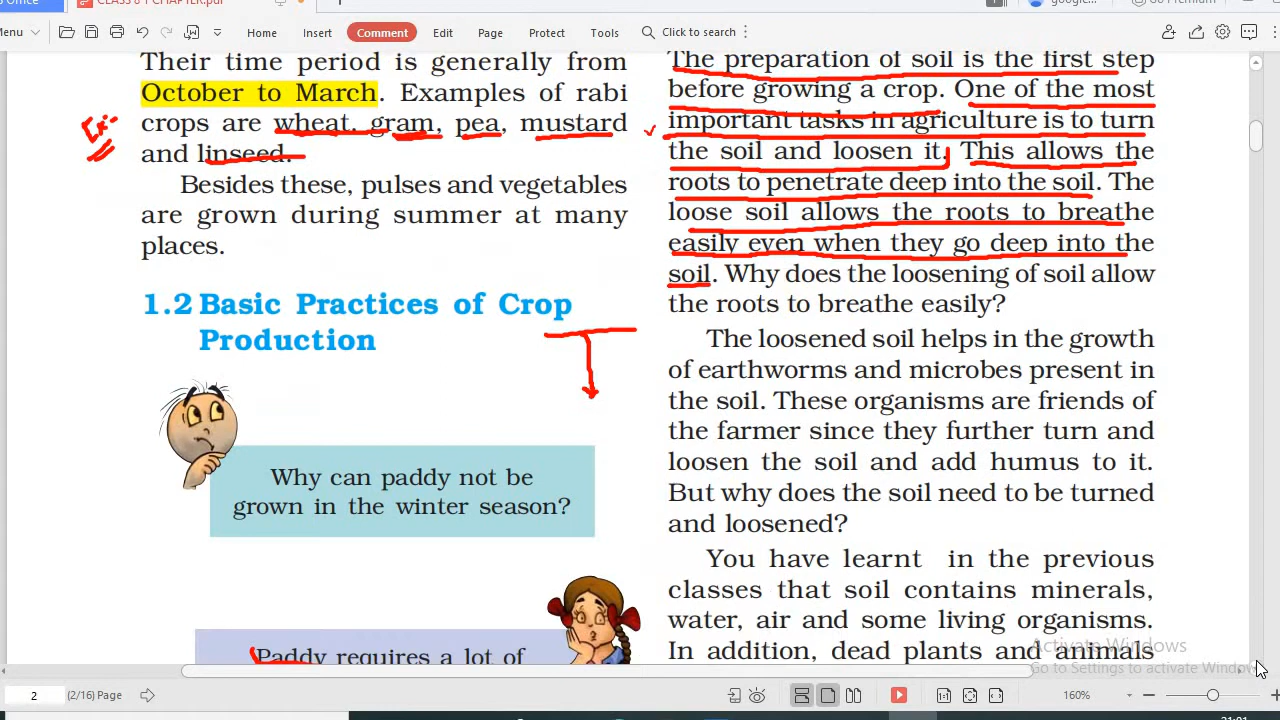 CLASS 8 1 CHAPTER.pdf
Menu
Home
Insert
Comment
Edit
Page
Protect
Tools
Click to search
Their time period is generally from
October to March. Examples of rabi
Ex:-
crops are wheat, gram, pea, mustard
and linseed.
Besides these, pulses and vegetables
are grown during summer at many
places.
1.2 Basic Practices of Crop
Production
Why can paddy not be
grown in the winter season?
Paddy requires a lot of
The preparation of soil is the first step
before growing a crop. One of the most
important tasks in agriculture is to turn
the soil and loosen it. This allows the
roots to penetrate deep into the soil. The
loose soil allows the roots to breathe
easily even when they go deep into the
soil. Why does the loosening of soil allow
the roots to breathe easily?
The loosened soil helps in the growth
of earthworms and microbes present in
the soil. These organisms are friends of
the farmer since they further turn and
loosen the soil and add humus to it.
But why does the soil need to be turned
and loosened?
You have learnt in the previous
classes that soil contains minerals,
water, air and some living organisms.
In addition, dead plants and animals
Activate Windows
Go to Settings to activate Windows
2
(2/16) Page
160%